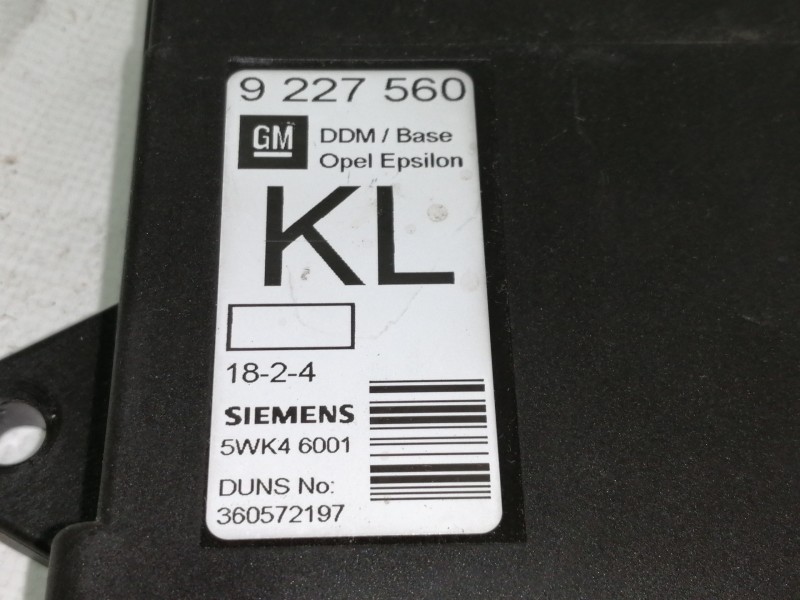 9 227 560
GM
DDM / Base
Opel Epsilon
KL
18-2-4
SIEMENS
5WK4 6001
DUNS No:
360572197